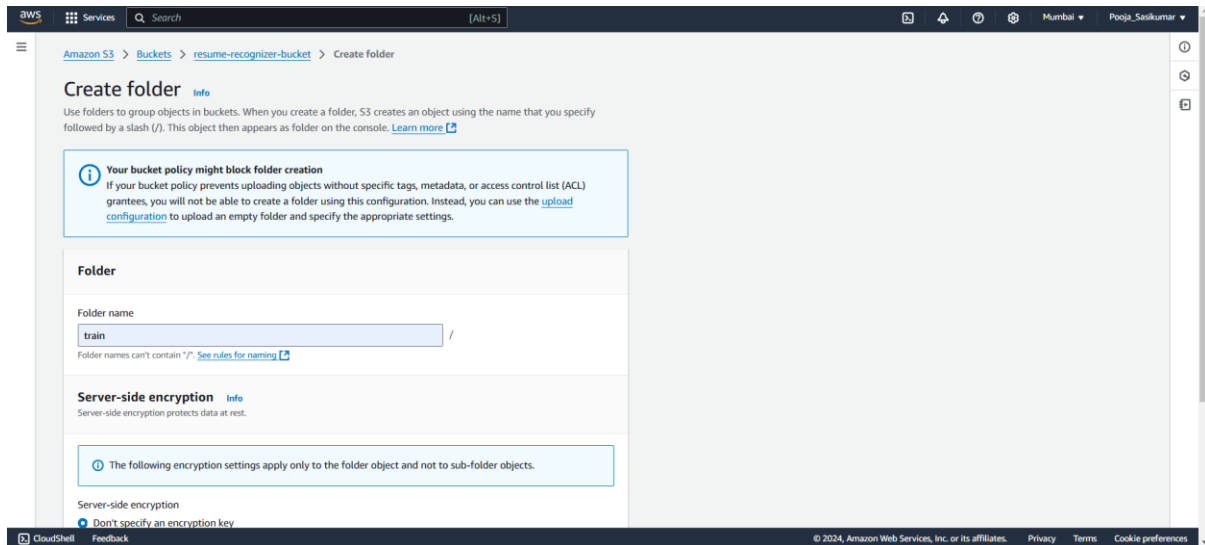 aws
Services Search [Alt+S] Mumbai Pooja_Sasikumar
Amazon S3 > Buckets > resume-recognizer-bucket > Create folder
Create folder Info
Use folders to group objects in buckets. When you create a folder, S3 creates an object using the name that you specify
followed by a slash (/). This object then appears as folder on the console. Learn more
Your bucket policy might block folder creation
If your bucket policy prevents uploading objects without specific tags, metadata, or access control list (ACL)
grantees, you will not be able to create a folder using this configuration. Instead, you can use the upload
configuration to upload an empty folder and specify the appropriate settings.
Folder
Folder name
train /
Folder names can't contain "/". See rules for naming
Server-side encryption Info
Server-side encryption protects data at rest.
The following encryption settings apply only to the folder object and not to sub-folder objects.
Server-side encryption
Don't specify an encryption key
CloudShell Feedback © 2024, Amazon Web Services, Inc. or its affiliates. Privacy Terms Cookie preferences